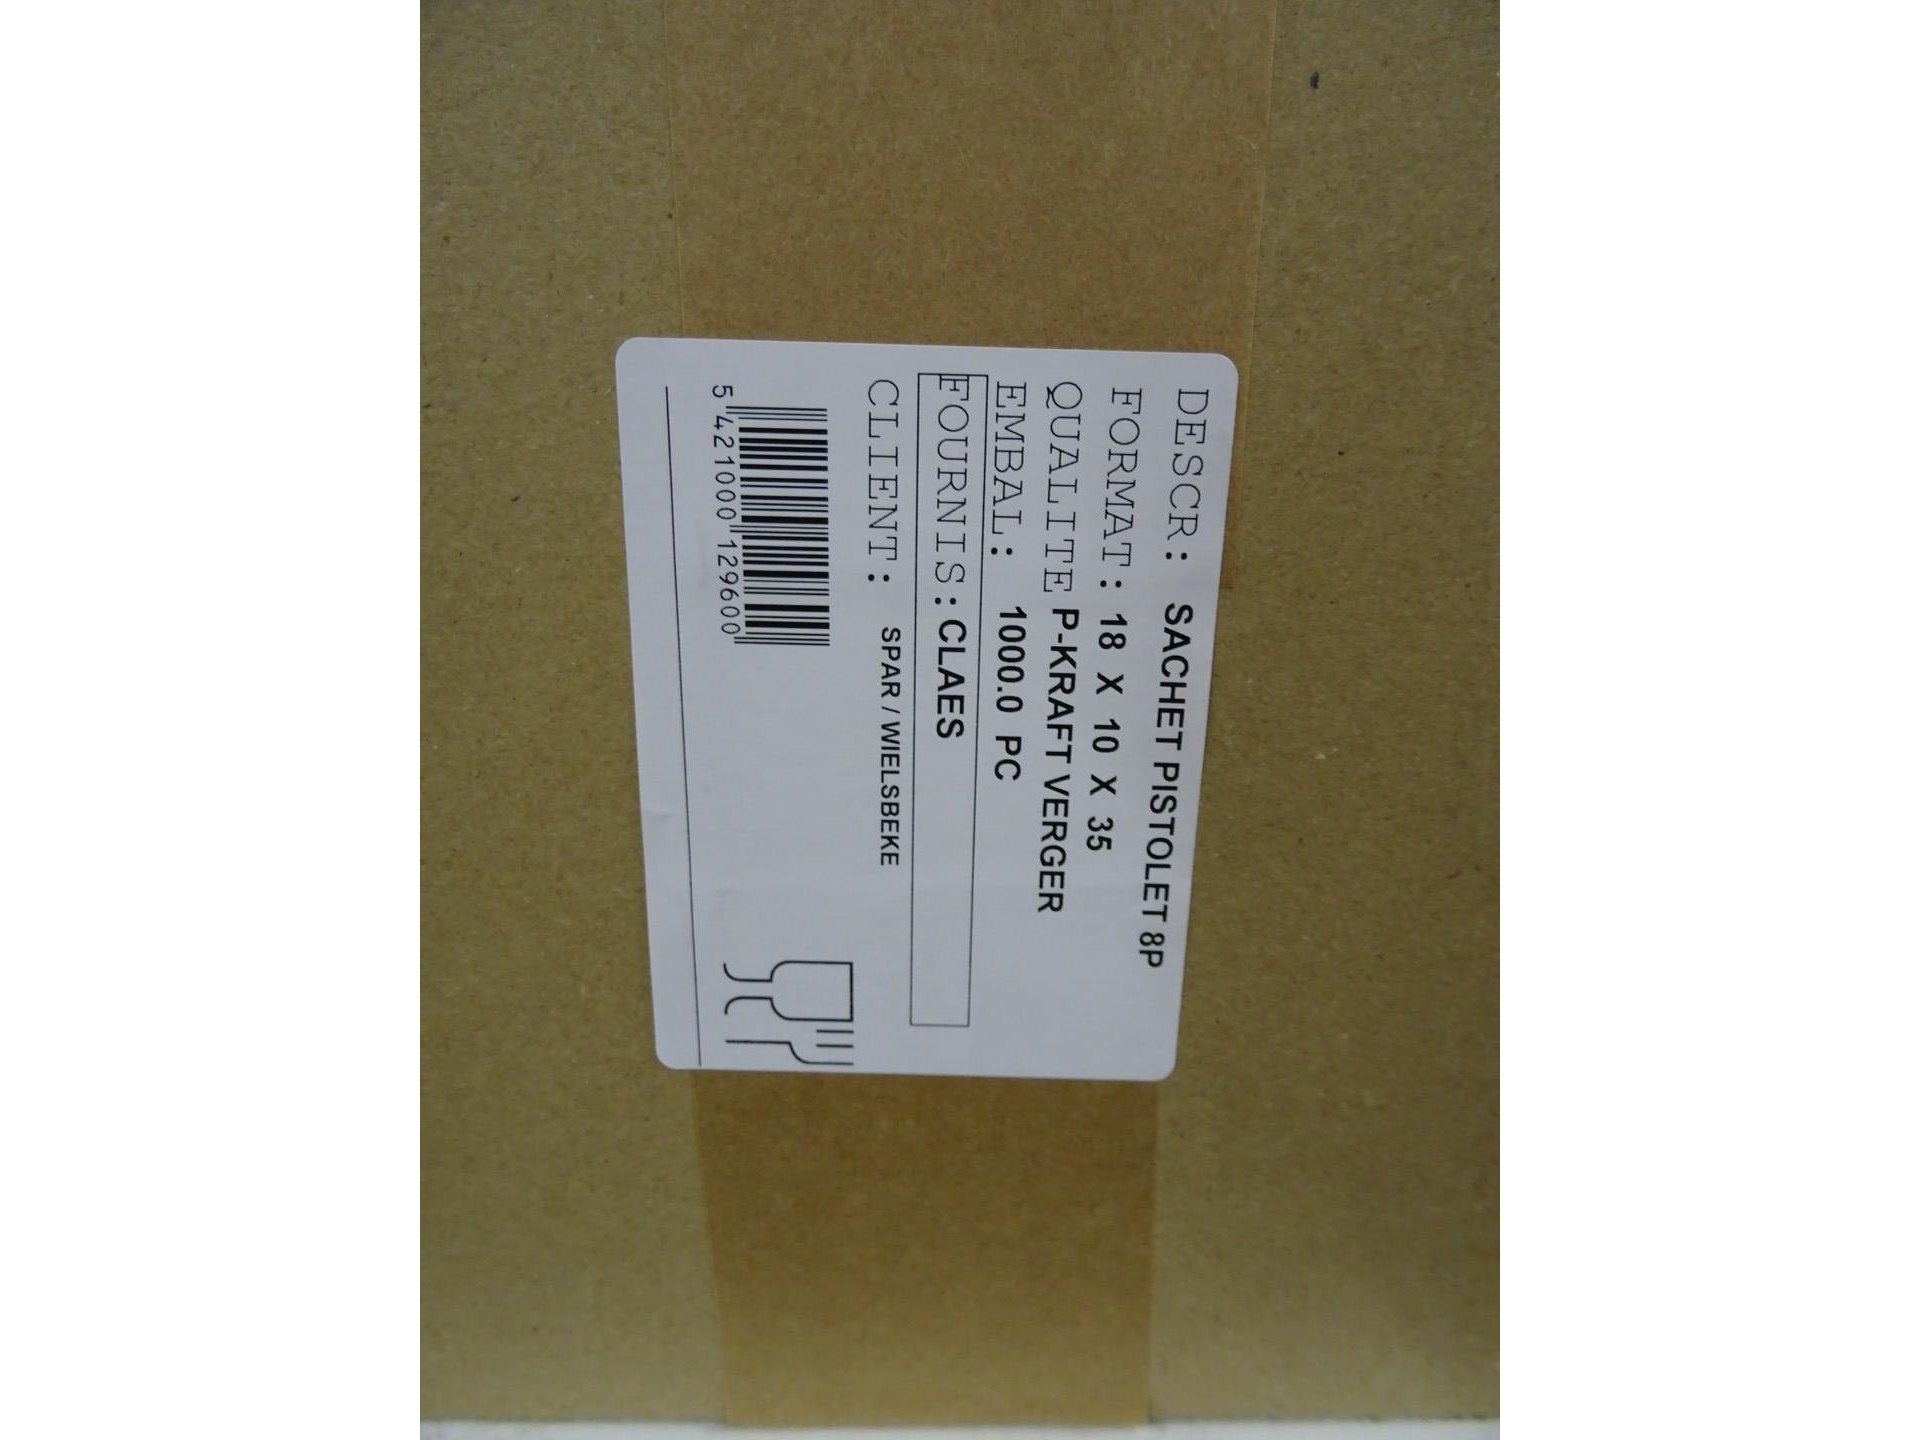 DESCR: SACHET PISTOLET 8P
FORMAT: 18 X 10 X 35
QUALITE P-KRAFT VERGER
EMBAL: 1000.0 PC
FOURNIS: CLAES
CLIENT: SPAR / WIELSBEKE
5 421000 129600